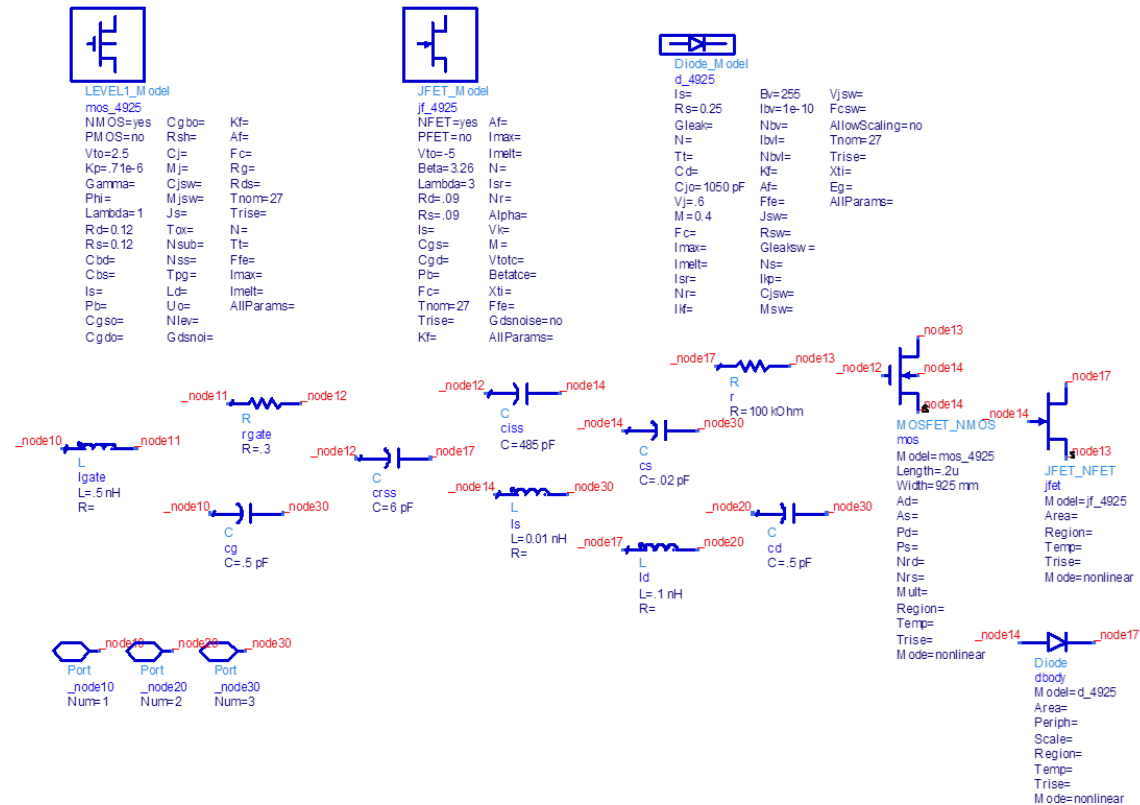 LEVEL1_Model
mos_4925
NMOS=yes Cgbo= Kf=
PMOS=no Rsh= Af=
Vto=2.5 Cj= Fc=
Kp=.71e-6 Mj= Rg=
Gamma= Cjsw= Rds=
Phi= Mjsw= Tnom=27
Lambda=1 Js= Trise=
Rd=0.12 Tox= N=
Rs=0.12 Nsub= Tt=
Cbd= Nss= Ffe=
Cbs= Tpg= Imax=
Is= Ld= Imelt=
Pb= Uo= AllParams=
Cgso= Nlev=
Cgdo= Gdsnoi=
JFET_Model
jf_4925
NFET=yes Af=
PFET=no Imax=
Vto=-5 Imelt=
Beta=3.26 N=
Lambda=3 Isr=
Rd=.09 Nr=
Rs=.09 Alpha=
Is= Vk=
Cgs= M=
Cgd= Vtotc=
Pb= Betatce=
Fc= Xti=
Tnom=27 Ffe=
Trise= Gdsnoise=no
Kf= AllParams=
Diode_Model
d_4925
Is= Bv=255 Vjsw=
Rs=0.25 Ibv=1e-10 Fcsw=
Gleak= Nbv= AllowScaling=no
N= Ibvl= Tnom=27
Tt= Nbvl= Trise=
Cd= Kf= Xti=
Cjo=1050 pF Af= Eg=
Vj=.6 Ffe= AllParams=
M=0.4 Jsw=
Fc= Rsw=
Imax= Gleaksw=
Imelt= Ns=
Isr= Ikp=
Nr= Cjsw=
Ikf= Msw=
_node10 _node11
L
lgate
L=.5 nH
R=
_node11 _node12
R
rgate
R=.3
_node10 _node30
C
cg
C=.5 pF
_node12 _node17
C
crss
C=6 pF
_node12 _node14
C
ciss
C=485 pF
_node14 _node30
L
ls
L=0.01 nH
R=
_node14 _node30
C
cs
C=.02 pF
_node17 _node20
L
ld
L=.1 nH
R=
_node17 _node13
R
r
R=100 kOhm
_node20 _node30
C
cd
C=.5 pF
_node13
_node12 _node14
_node14
MOSFET_NMOS
mos
Model=mos_4925
Length=.2u
Width=925 mm
Ad=
As=
Pd=
Ps=
Nrd=
Nrs=
Mult=
Region=
Temp=
Trise=
Mode=nonlinear
_node17
_node14
_node13
JFET_NFET
jfet
Model=jf_4925
Area=
Region=
Temp=
Trise=
Mode=nonlinear
_node14 _node17
Diode
dbody
Model=d_4925
Area=
Periph=
Scale=
Region=
Temp=
Trise=
Mode=nonlinear
_node10 _node20 _node30
Port Port Port
_node10 _node20 _node30
Num=1 Num=2 Num=3